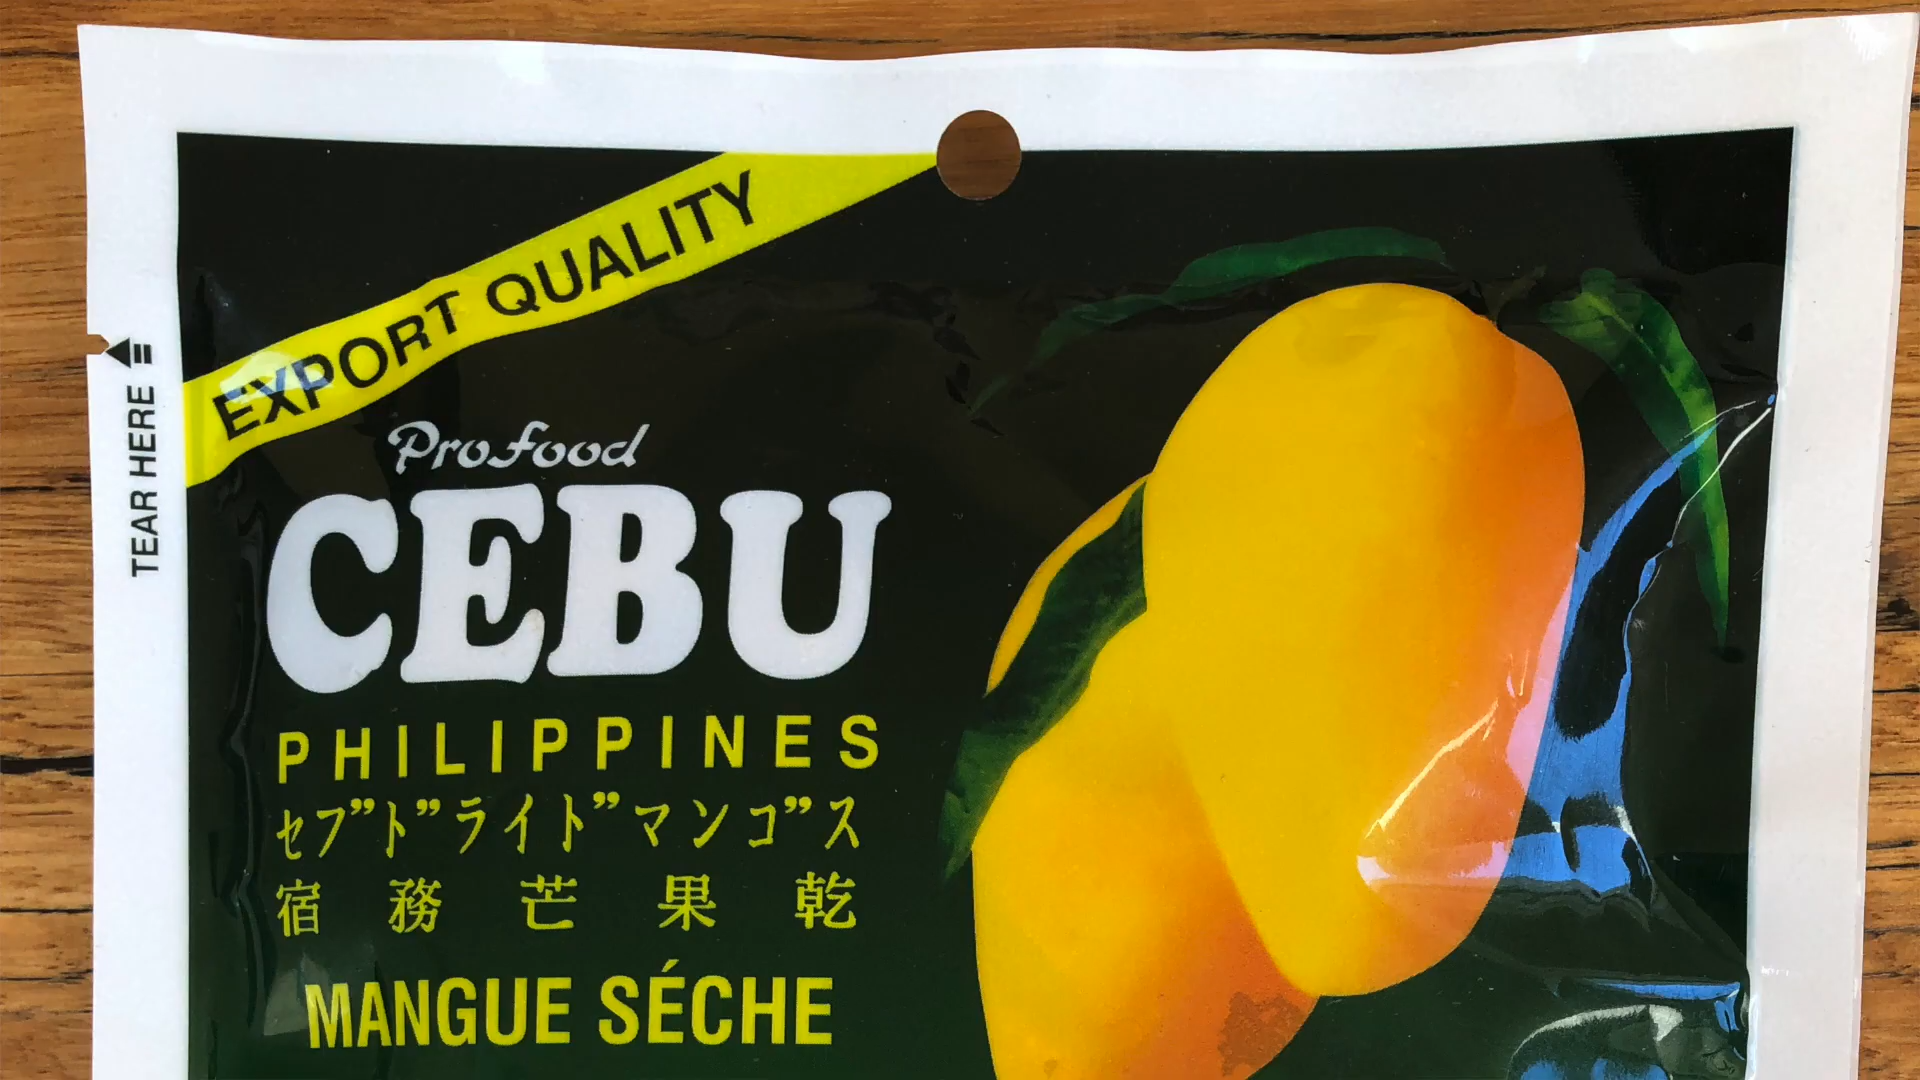 EXPORT QUALITY
TEAR HERE
Profood
CEBU
PHILIPPINES
セブドライドマンゴス
宿務芒果乾
MANGUE SÉCHE